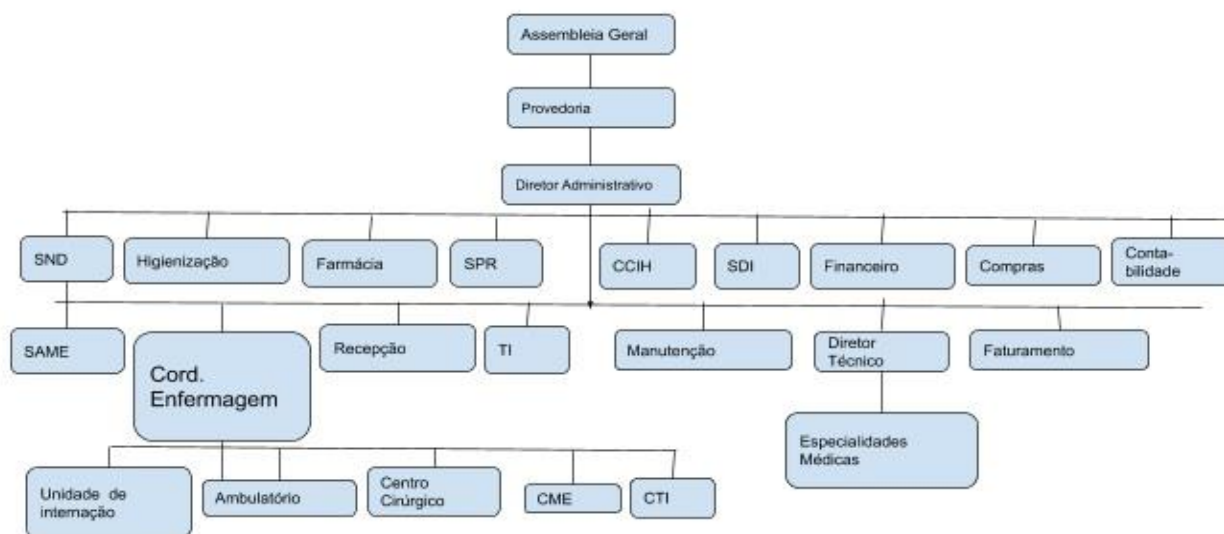 Assembleia Geral
Provedoria
Diretor Administrativo
SND
Higienização
Farmácia
SPR
CCIH
SDI
Financeiro
Compras
Conta-
bilidade
SAME
Cord.
Enfermagem
Recepção
TI
Manutenção
Diretor
Técnico
Faturamento
Especialidades
Médicas
Unidade de
internação
Ambulatório
Centro
Cirúrgico
CME
CTI